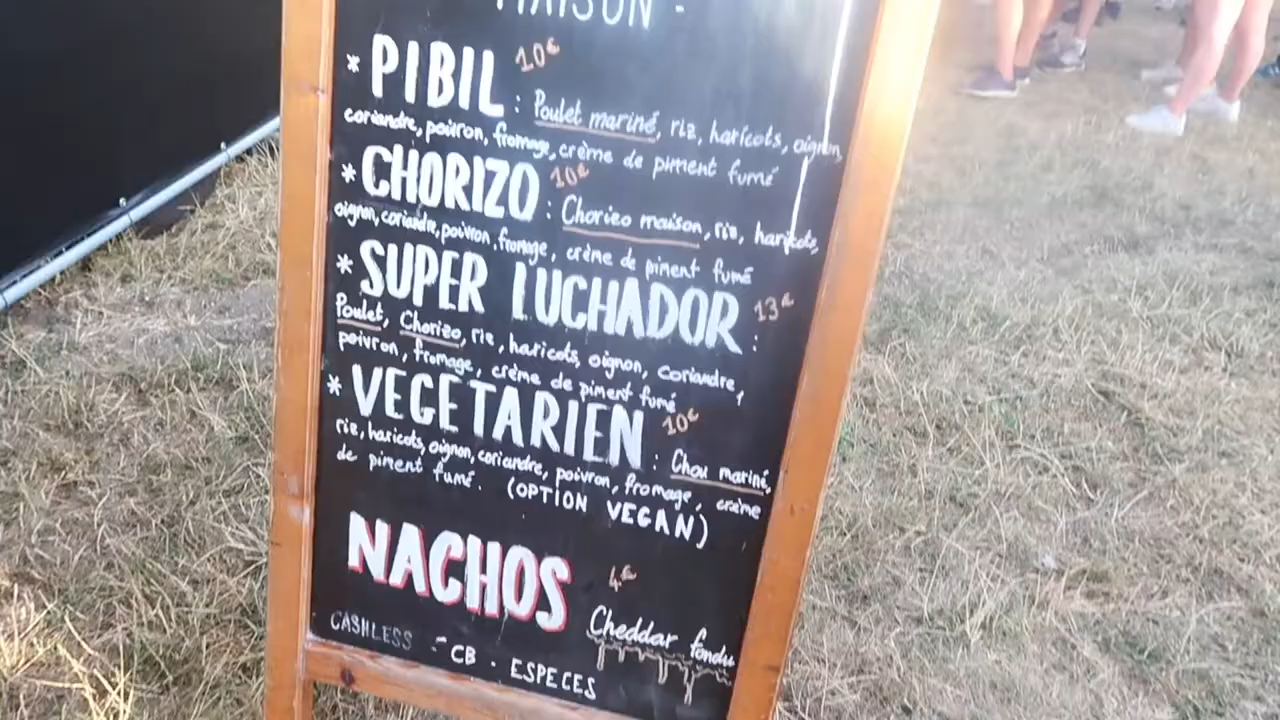 MAISON -
* PIBIL 10€ : Poulet mariné, riz, haricots, oignon,
coriandre, poivron, fromage, crème de piment fumé
* CHORIZO 10€ : Chorizo maison, riz, haricots,
oignon, coriandre, poivron, fromage, crème de piment fumé
* SUPER LUCHADOR 13€ :
Poulet, Chorizo, riz, haricots, oignon, coriandre,
poivron, fromage, crème de piment fumé
* VEGETARIEN 10€ : Chou mariné,
riz, haricots, oignon, coriandre, poivron, fromage, crème
de piment fumé. (OPTION VEGAN)
NACHOS 4€ Cheddar fondu
CASHLESS - CB - ESPECES